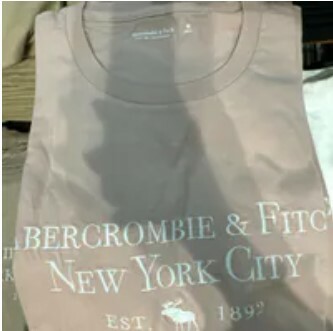 ABERCROMBIE & FITC
NEW YORK CITY
EST. 1892